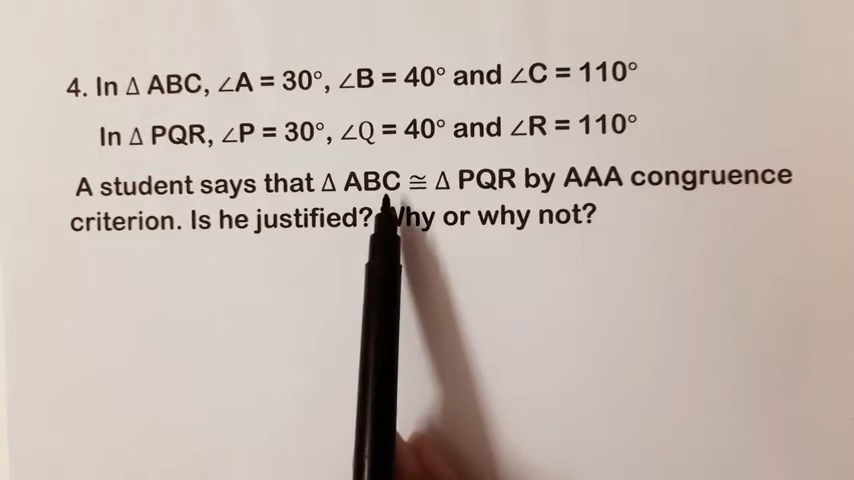 4. In Δ ABC, ∠A = 30°, ∠B = 40° and ∠C = 110°
In Δ PQR, ∠P = 30°, ∠Q = 40° and ∠R = 110°
A student says that Δ ABC ≅ Δ PQR by AAA congruence
criterion. Is he justified? Why or why not?